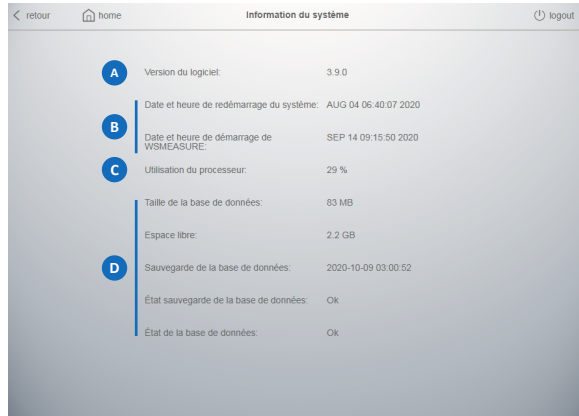 retour home Information du système logout
A Version du logiciel: 3.9.0
Date et heure de redémarrage du système: AUG 04 06:40:07 2020
B
Date et heure de démarrage de
WSMEASURE: SEP 14 09:15:50 2020
C Utilisation du processeur: 29 %
Taille de la base de données: 83 MB
Espace libre: 2.2 GB
D Sauvegarde de la base de données: 2020-10-09 03:00:52
État sauvegarde de la base de données: Ok
État de la base de données: Ok